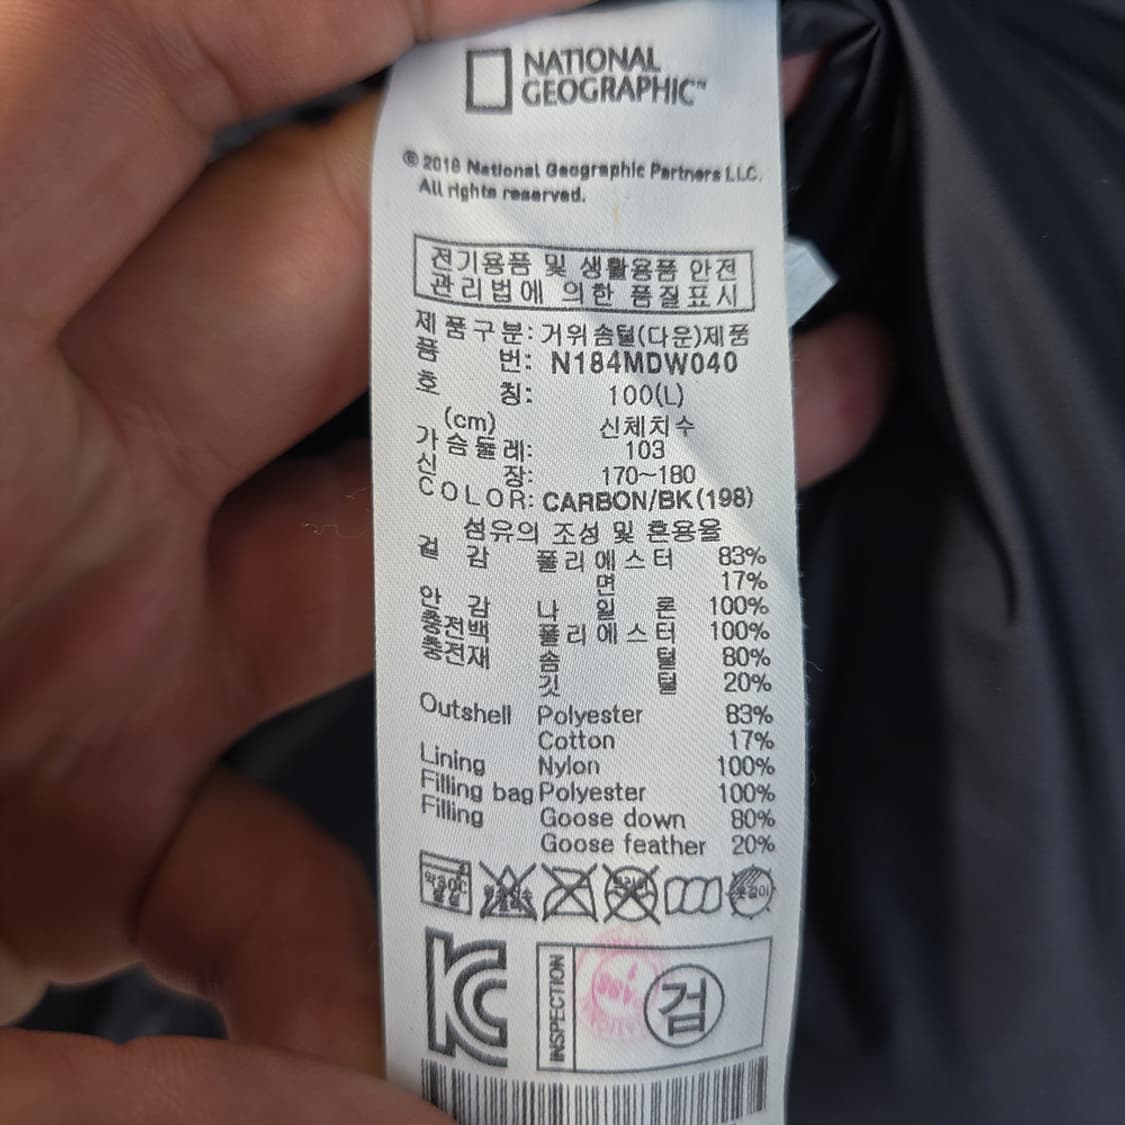 NATIONAL
GEOGRAPHIC™
© 2018 National Geographic Partners LLC.
All rights reserved.
전기용품 및 생활용품 안전
관리법에 의한 품질표시
제품구분: 거위솜털(다운)제품
품 번: N184MDW040
호 칭: 100(L)
(cm) 신체치수
가슴둘레: 103
신 장: 170~180
COLOR: CARBON/BK(198)
섬유의 조성 및 혼용율
겉 감 폴리에스터 83%
면 17%
안 감 나 일 론 100%
충전백 폴리에스터 100%
충전재 솜 털 80%
깃 털 20%
Outshell Polyester 83%
Cotton 17%
Lining Nylon 100%
Filling bag Polyester 100%
Filling Goose down 80%
Goose feather 20%
약30℃ 옷걸이
INSPECTION 검